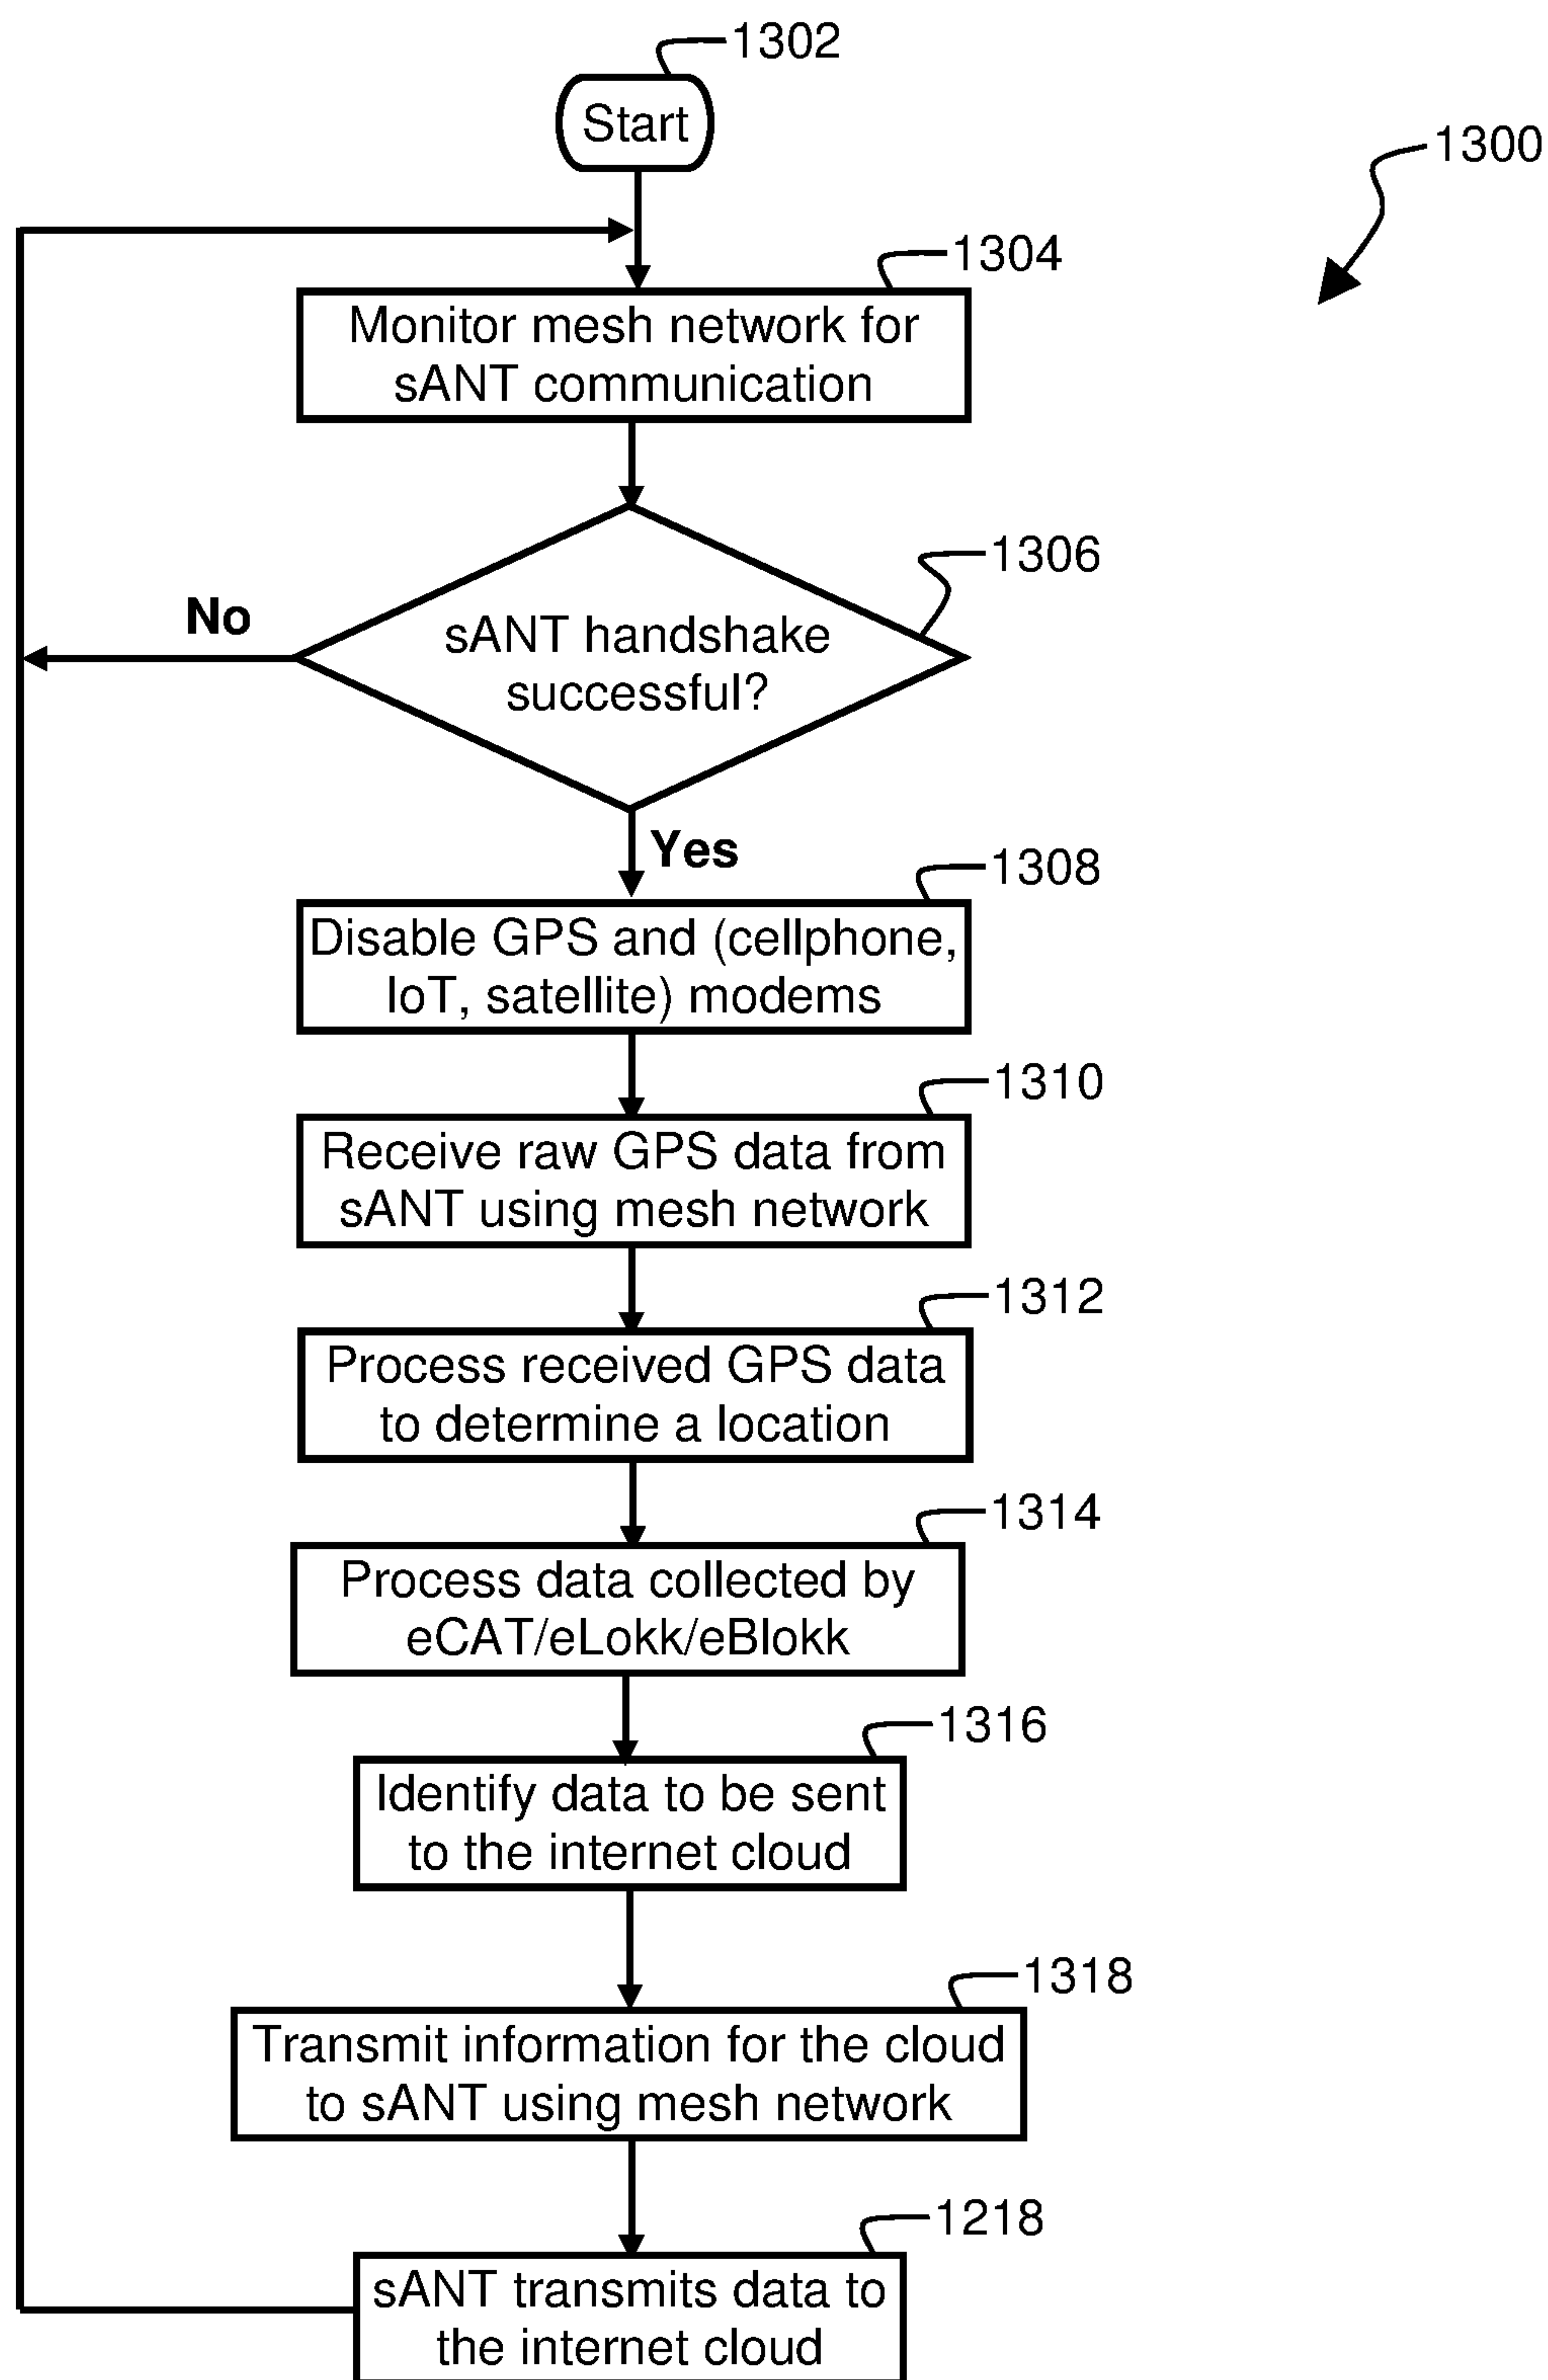 1302
Start
1300
1304
Monitor mesh network for
sANT communication
1306
No
sANT handshake
successful?
Yes
1308
Disable GPS and (cellphone,
IoT, satellite) modems
1310
Receive raw GPS data from
sANT using mesh network
1312
Process received GPS data
to determine a location
1314
Process data collected by
eCAT/eLokk/eBlokk
1316
Identify data to be sent
to the internet cloud
1318
Transmit information for the cloud
to sANT using mesh network
1218
sANT transmits data to
the internet cloud